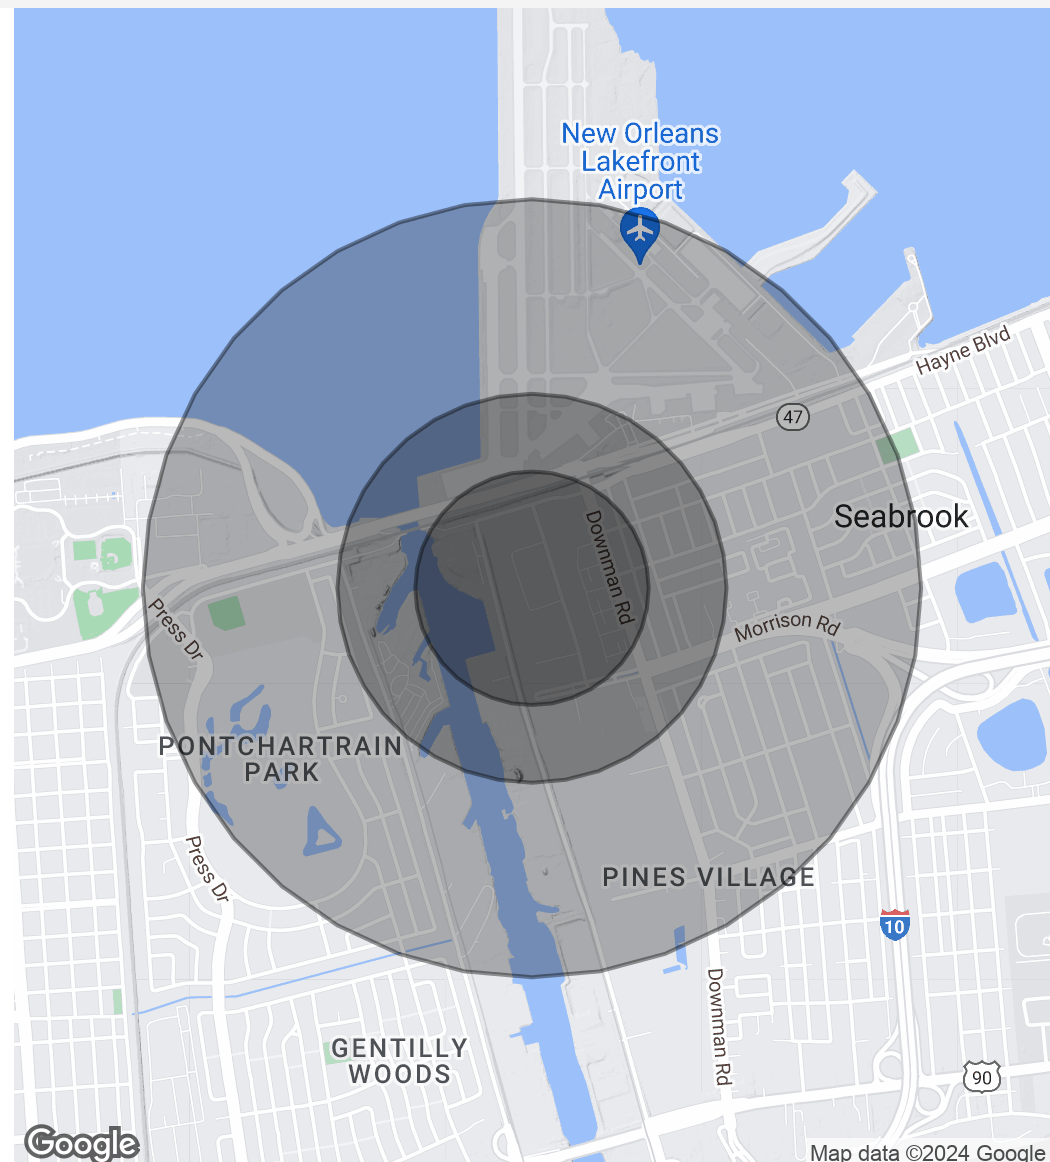 New Orleans
Lakefront
Airport
Hayne Blvd
47
Seabrook
Downman Rd
Press Dr
Morrison Rd
PONTCHARTRAIN
PARK
Press Dr
PINES VILLAGE
10
Downman Rd
GENTILLY
WOODS
90
Google
Map data ©2024 Google